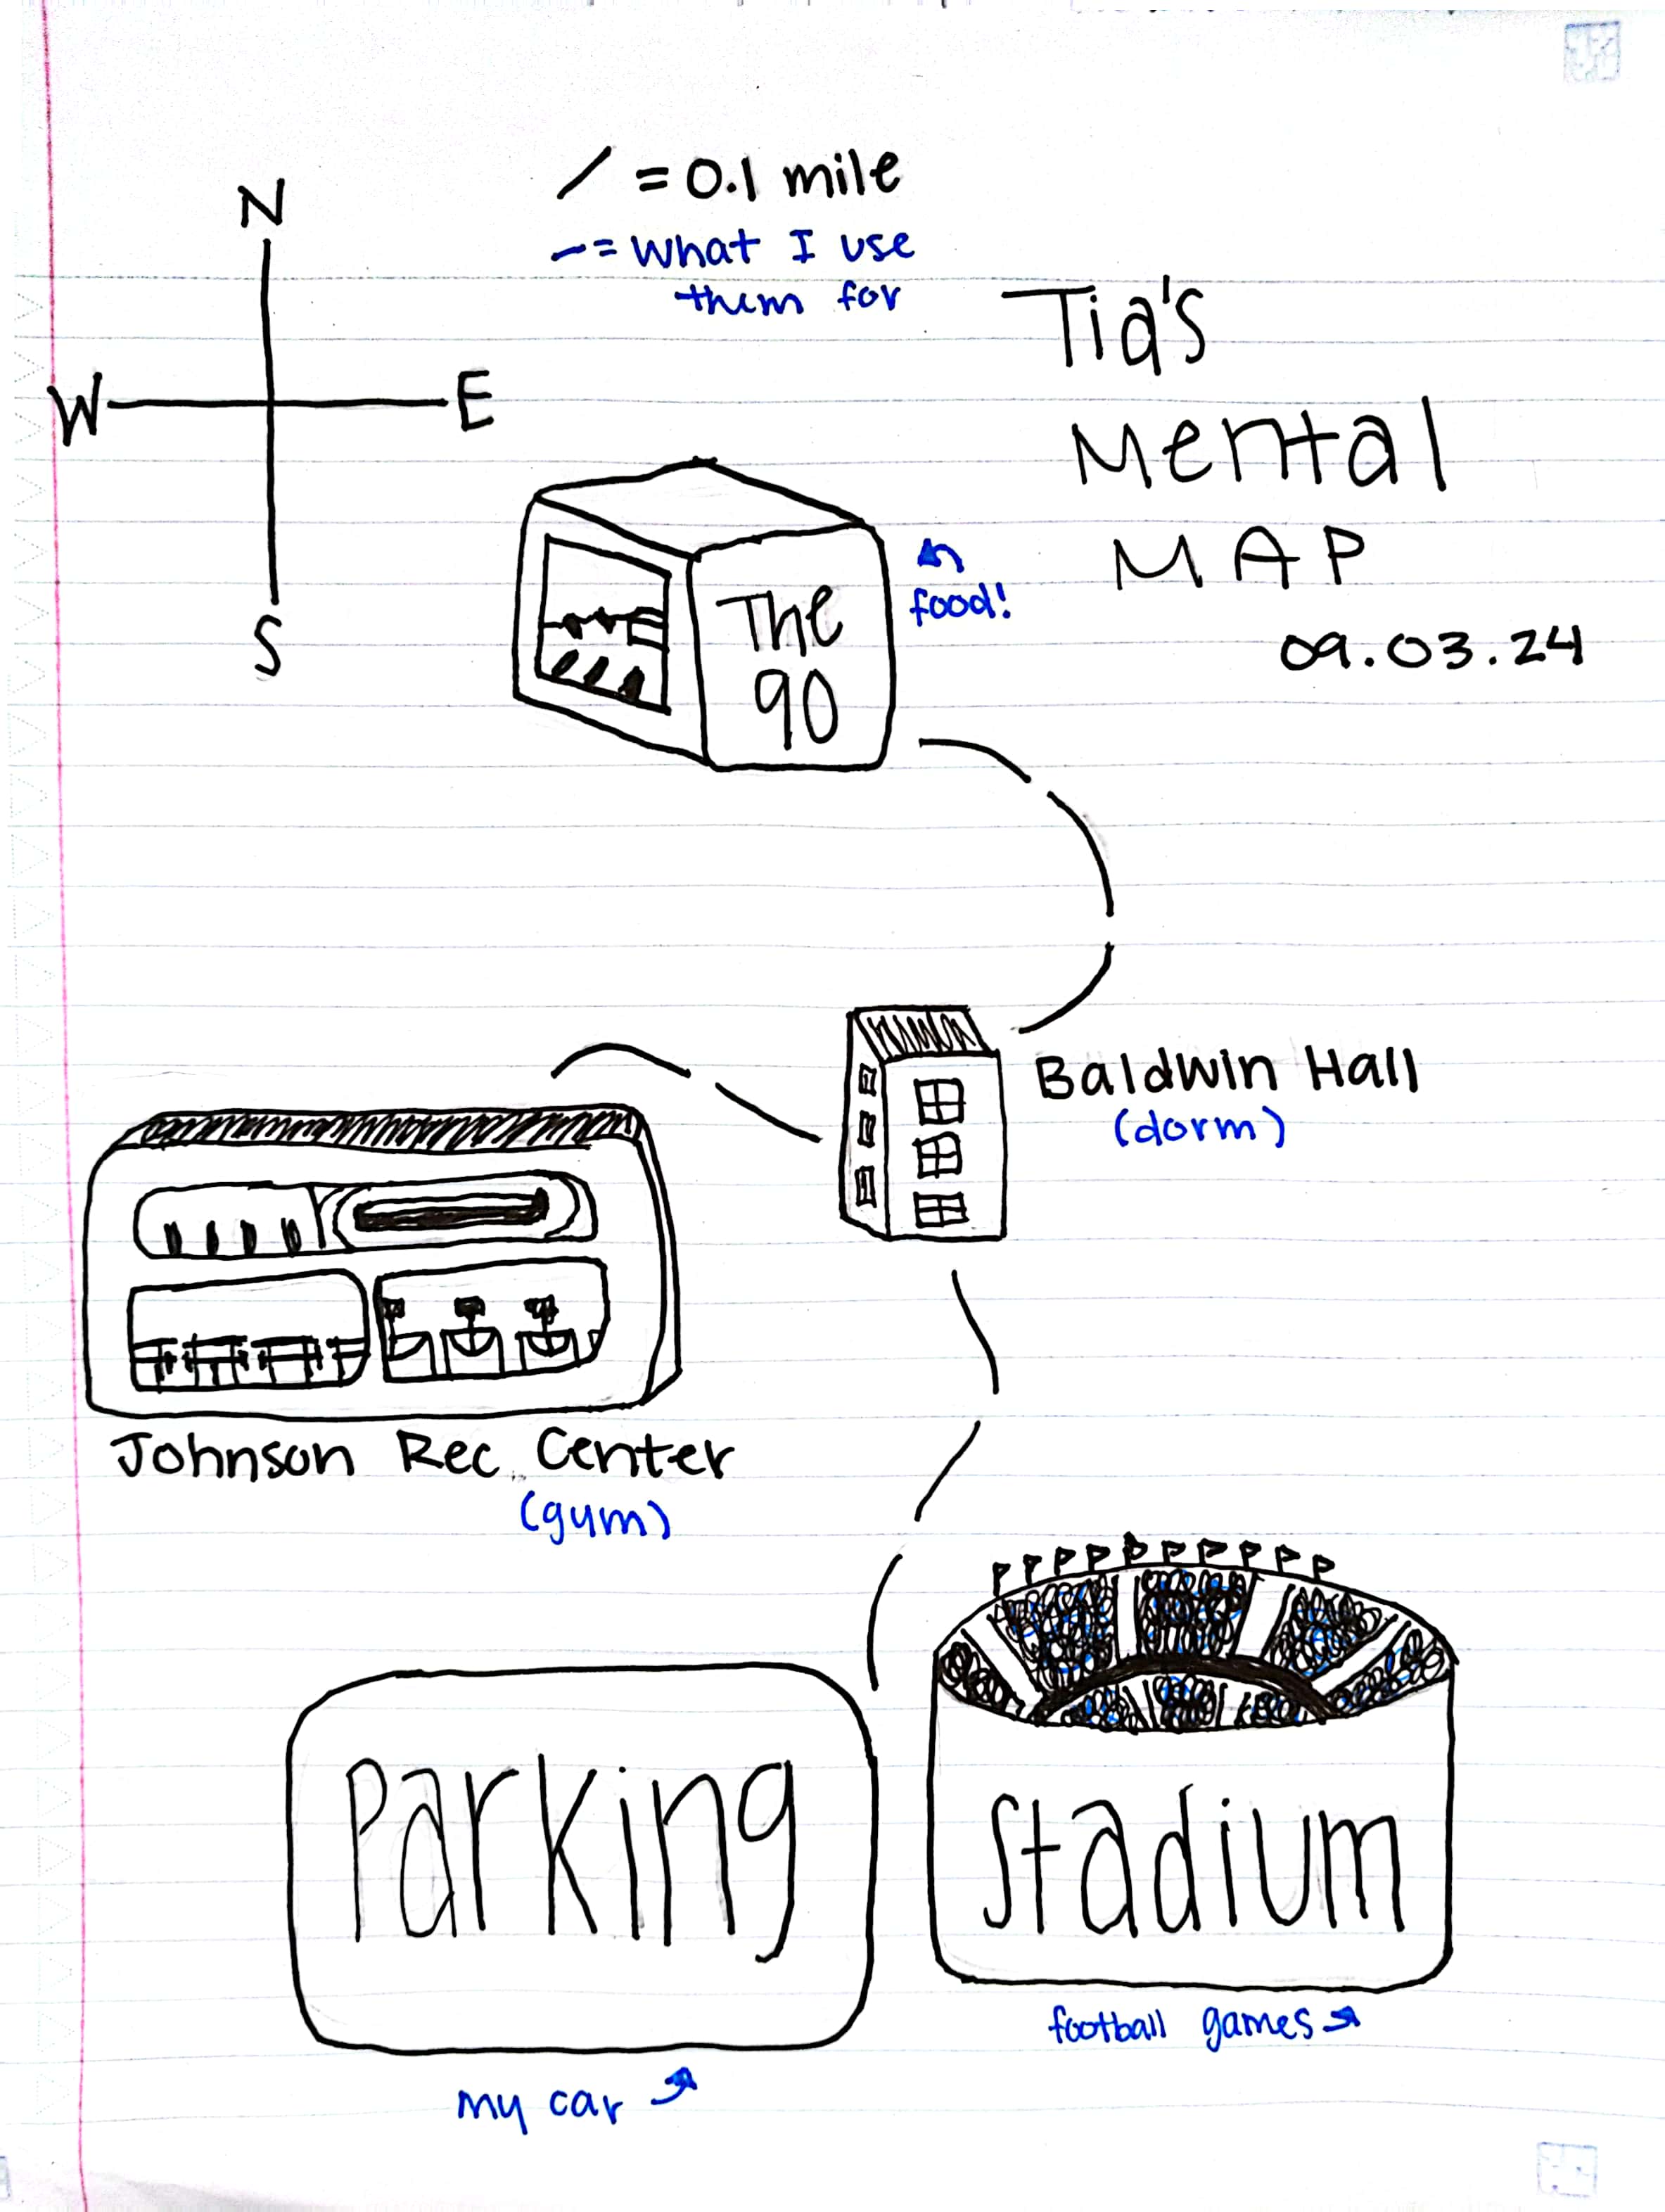 N
W
E
S
/ = 0.1 mile
- = what I use
them for
Tia's
Mental
MAP
09.03.24
The
90
food!
Baldwin Hall
(dorm)
Johnson Rec Center
(gym)
Parking
my car
Stadium
football games